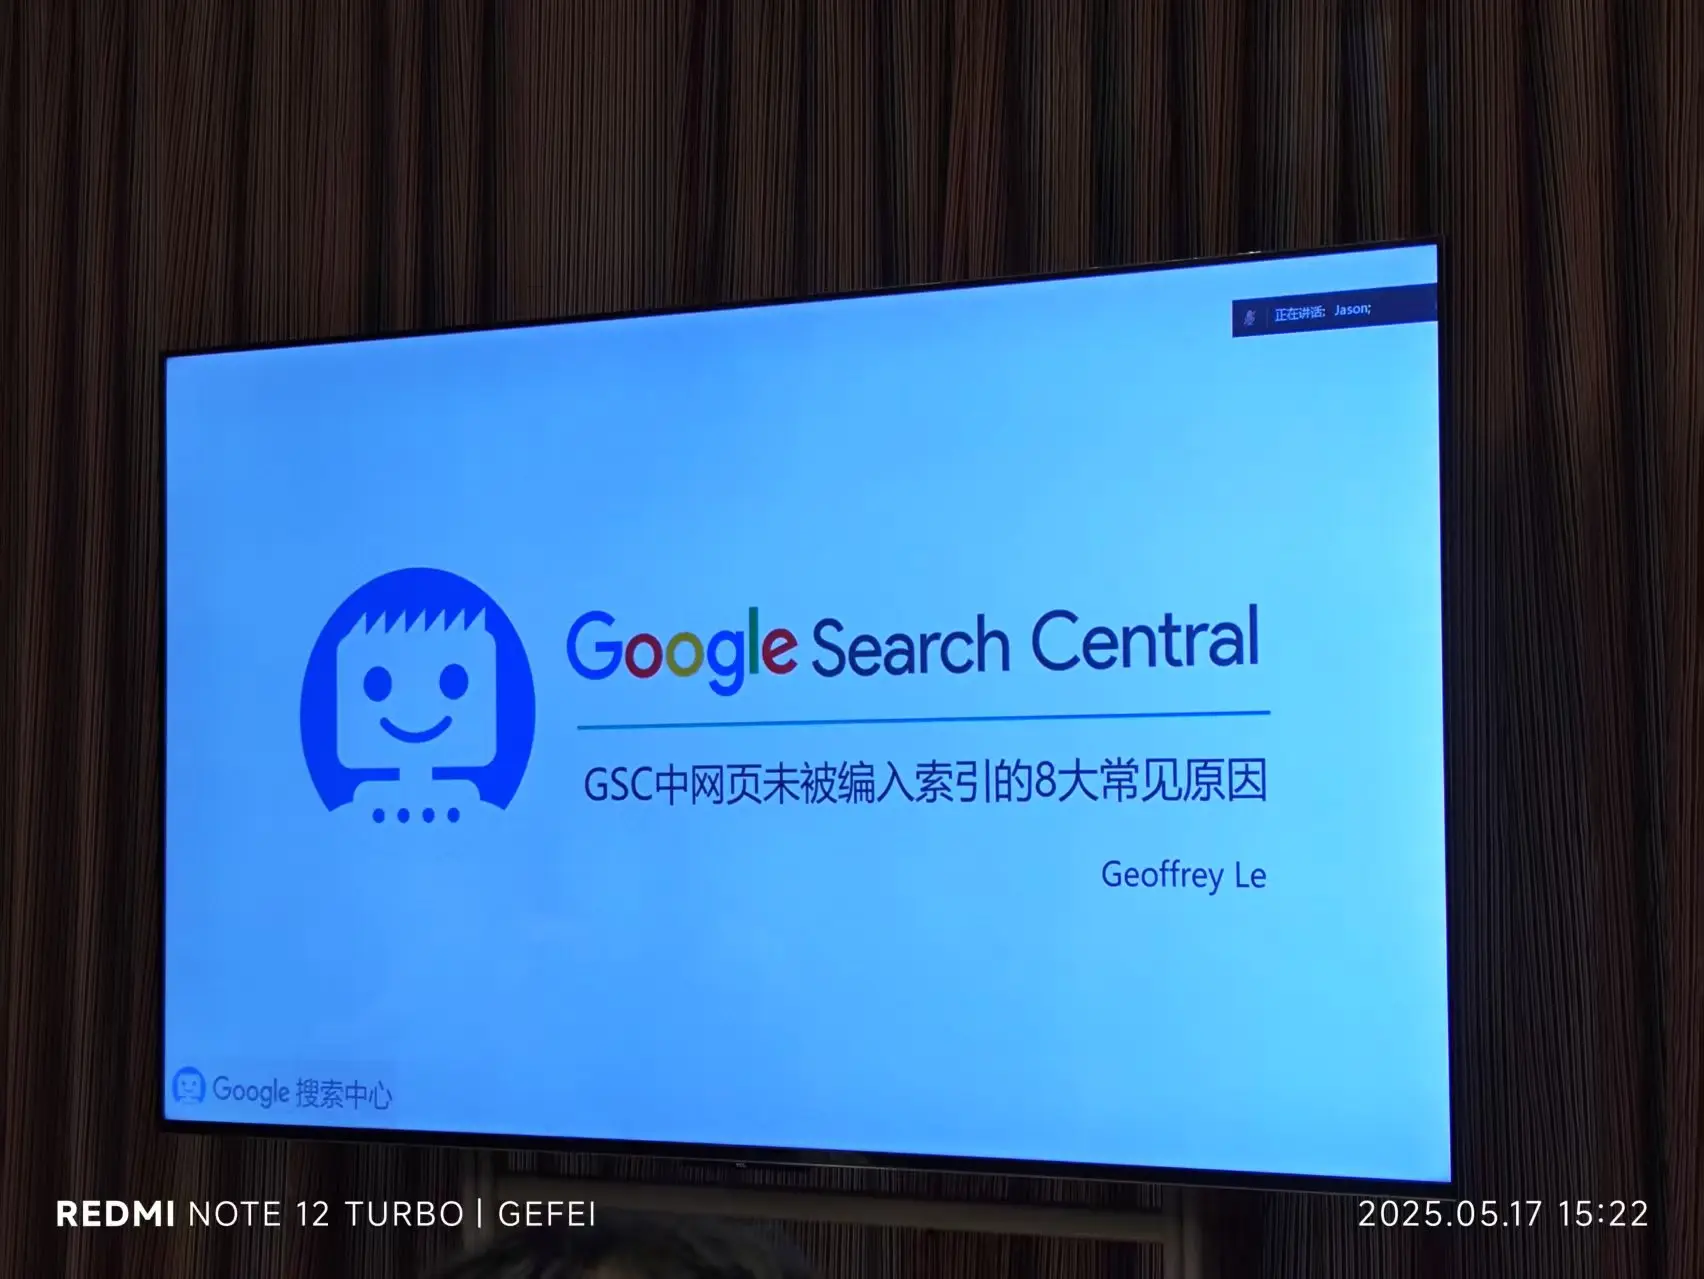 正在讲话: Jason;
Google Search Central
GSC中网页未被编入索引的8大常见原因
Geoffrey Le
Google 搜索中心
REDMI NOTE 12 TURBO | GEFEI
2025.05.17 15:22